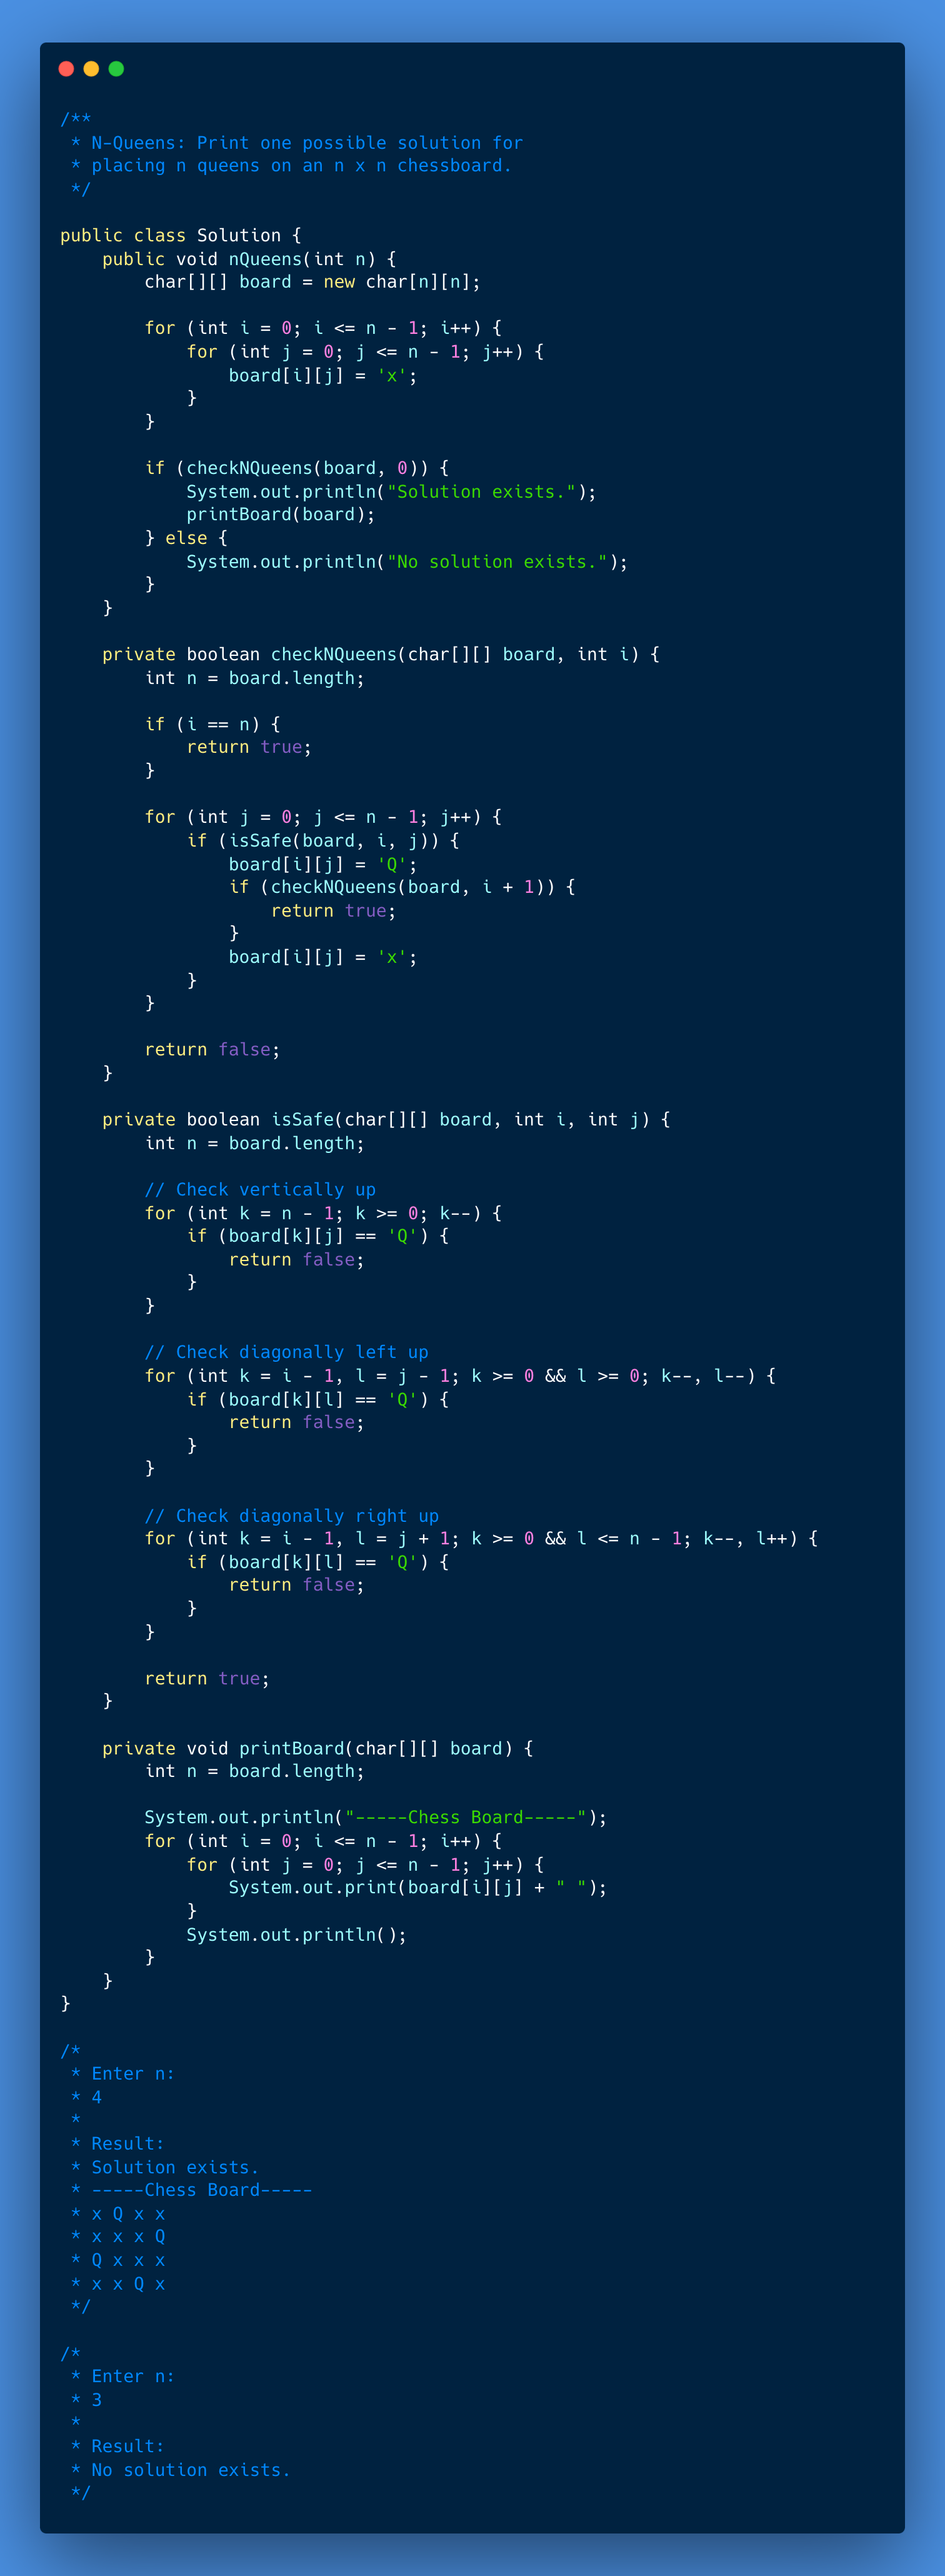 /**
 * N-Queens: Print one possible solution for
 * placing n queens on an n x n chessboard.
 */

public class Solution {
    public void nQueens(int n) {
        char[][] board = new char[n][n];

        for (int i = 0; i <= n - 1; i++) {
            for (int j = 0; j <= n - 1; j++) {
                board[i][j] = 'x';
            }
        }

        if (checkNQueens(board, 0)) {
            System.out.println("Solution exists.");
            printBoard(board);
        } else {
            System.out.println("No solution exists.");
        }
    }

    private boolean checkNQueens(char[][] board, int i) {
        int n = board.length;

        if (i == n) {
            return true;
        }

        for (int j = 0; j <= n - 1; j++) {
            if (isSafe(board, i, j)) {
                board[i][j] = 'Q';
                if (checkNQueens(board, i + 1)) {
                    return true;
                }
                board[i][j] = 'x';
            }
        }

        return false;
    }

    private boolean isSafe(char[][] board, int i, int j) {
        int n = board.length;

        // Check vertically up
        for (int k = n - 1; k >= 0; k--) {
            if (board[k][j] == 'Q') {
                return false;
            }
        }

        // Check diagonally left up
        for (int k = i - 1, l = j - 1; k >= 0 && l >= 0; k--, l--) {
            if (board[k][l] == 'Q') {
                return false;
            }
        }

        // Check diagonally right up
        for (int k = i - 1, l = j + 1; k >= 0 && l <= n - 1; k--, l++) {
            if (board[k][l] == 'Q') {
                return false;
            }
        }

        return true;
    }

    private void printBoard(char[][] board) {
        int n = board.length;

        System.out.println("-----Chess Board-----");
        for (int i = 0; i <= n - 1; i++) {
            for (int j = 0; j <= n - 1; j++) {
                System.out.print(board[i][j] + " ");
            }
            System.out.println();
        }
    }
}

/*
 * Enter n:
 * 4
 *
 * Result:
 * Solution exists.
 * -----Chess Board-----
 * x Q x x
 * x x x Q
 * Q x x x
 * x x Q x
 */

/*
 * Enter n:
 * 3
 *
 * Result:
 * No solution exists.
 */